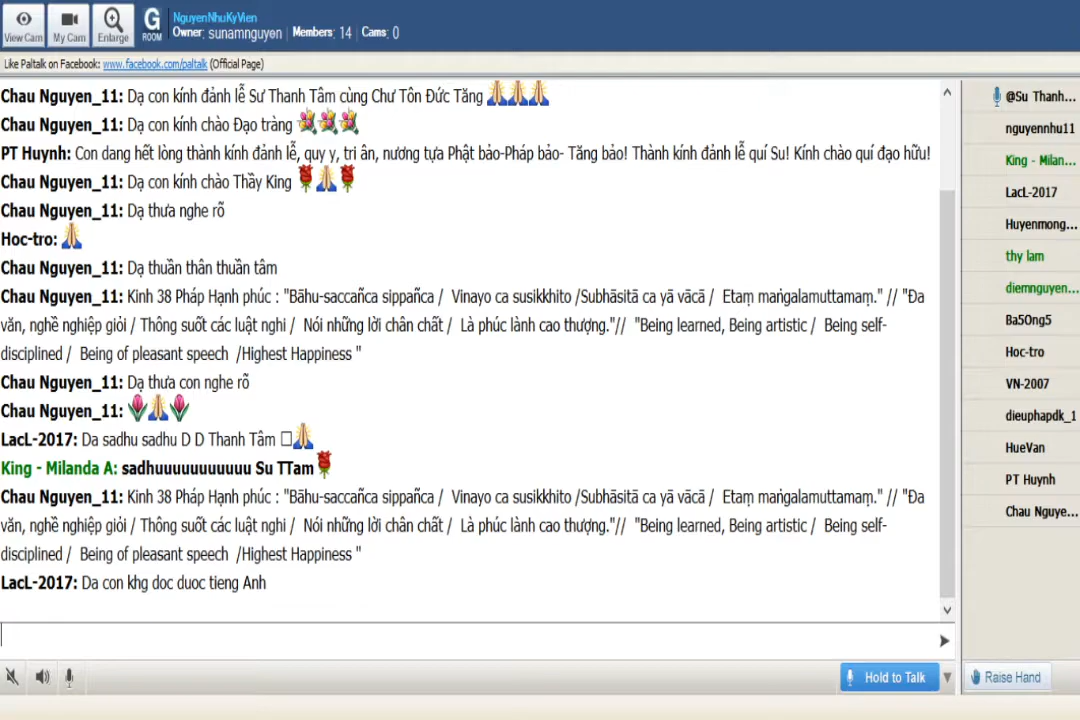 View Cam
My Cam
Enlarge
G
ROOM
NguyenNhuKyVien
Owner: sunamnguyen | Members: 14 | Cams: 0
Like Paltalk on Facebook: www.facebook.com/paltalk (Official Page)
Chau Nguyen_11: Dạ con kính đảnh lễ Sư Thanh Tâm cùng Chư Tôn Đức Tăng 🙏🙏🙏
Chau Nguyen_11: Dạ con kính chào Đạo tràng 💐💐💐
PT Huynh: Con dang hết lòng thành kính đảnh lễ, quy y, tri ân, nương tựa Phật bảo-Pháp bảo- Tăng bảo! Thành kính đảnh lễ quí Su! Kính chào quí đạo hữu!
Chau Nguyen_11: Dạ con kính chào Thầy King 🌹🙏🌹
Chau Nguyen_11: Dạ thưa nghe rõ
Hoc-tro: 🙏
Chau Nguyen_11: Dạ thuần thân thuần tâm
Chau Nguyen_11: Kinh 38 Pháp Hạnh phúc : "Bāhu-saccañca sippañca / Vinayo ca susikkhito /Subhāsitā ca yā vācā / Etaṃ maṅgalamuttamaṃ." // "Đa
văn, nghề nghiệp giỏi / Thông suốt các luật nghi / Nói những lời chân chất / Là phúc lành cao thượng."// "Being learned, Being artistic / Being self-
disciplined / Being of pleasant speech /Highest Happiness "
Chau Nguyen_11: Dạ thưa con nghe rõ
Chau Nguyen_11: 🌷🙏🌷
LacL-2017: Da sadhu sadhu D D Thanh Tâm □🙏
King - Milanda A: sadhuuuuuuuuuuu Su TTam🌹
Chau Nguyen_11: Kinh 38 Pháp Hạnh phúc : "Bāhu-saccañca sippañca / Vinayo ca susikkhito /Subhāsitā ca yā vācā / Etaṃ maṅgalamuttamaṃ." // "Đa
văn, nghề nghiệp giỏi / Thông suốt các luật nghi / Nói những lời chân chất / Là phúc lành cao thượng."// "Being learned, Being artistic / Being self-
disciplined / Being of pleasant speech /Highest Happiness "
LacL-2017: Da con khg doc duoc tieng Anh
Hold to Talk
@Su Thanh...
nguyennhu11
King - Milan...
LacL-2017
Huyenmong...
thy lam
diemnguyen...
Ba5Ong5
Hoc-tro
VN-2007
dieuphapdk_1
HueVan
PT Huynh
Chau Nguye...
Raise Hand